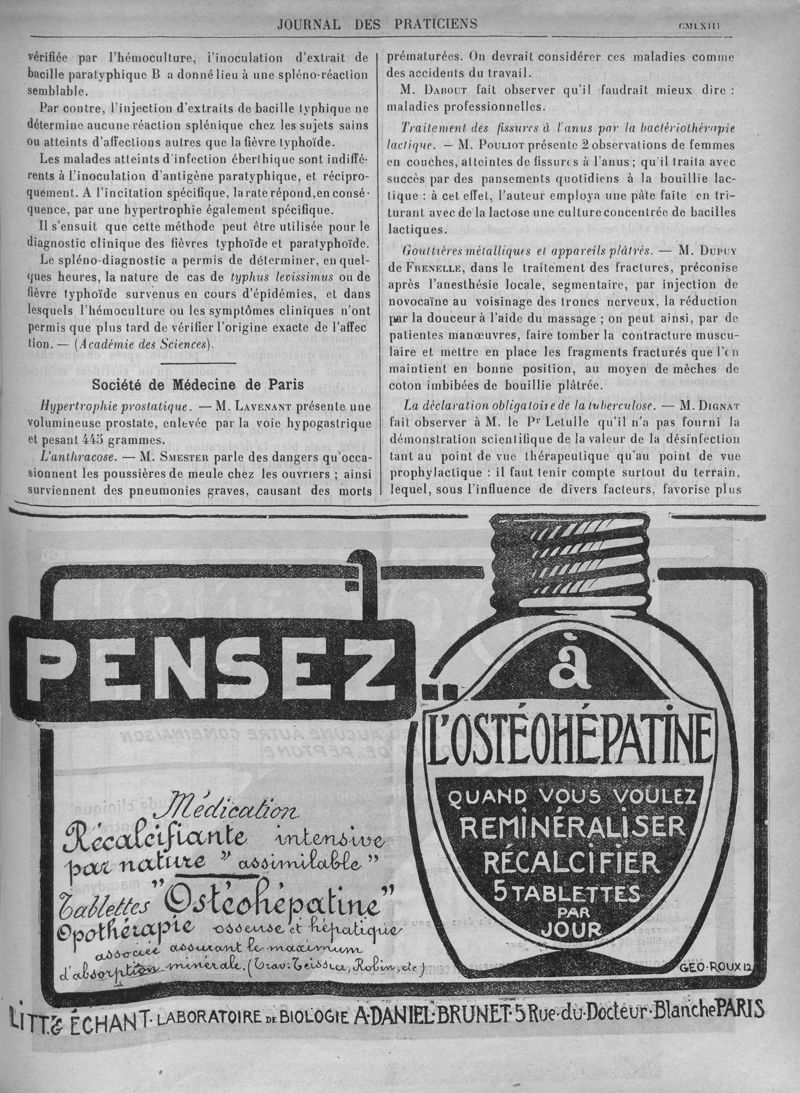 JOURNAL DES PRATICIENS
CMLXIII
vérifiée par l'hémoculture, l'inoculation d'extrait de
bacille paratyphique B a donné lieu à une spléno-réaction
semblable.
Par contre, l'injection d'extraits de bacille typhique ne
détermine aucune réaction splénique chez les sujets sains
ou atteints d'affections autres que la fièvre typhoïde.
Les malades atteints d'infection éberthique sont indiffé-
rents à l'inoculation d'antigène paratyphique, et récipro-
quement. A l'incitation spécifique, la rate répond, en consé-
quence, par une hypertrophie également spécifique.
Il s'ensuit que cette méthode peut être utilisée pour le
diagnostic clinique des fièvres typhoïde et paratyphoïde.
Le spléno-diagnostic a permis de déterminer, en quel-
ques heures, la nature de cas de typhus levissimus ou de
fièvre typhoïde survenus en cours d'épidémies, et dans
lesquels l'hémoculture ou les symptômes cliniques n'ont
permis que plus tard de vérifier l'origine exacte de l'affec
tion. — (Académie des Sciences).
Société de Médecine de Paris
Hypertrophie prostatique. — M. LAVENANT présente une
volumineuse prostate, enlevée par la voie hypogastrique
et pesant 445 grammes.
L'anthracose. — M. SMESTER parle des dangers qu'occa-
sionnent les poussières de meule chez les ouvriers ; ainsi
surviennent des pneumonies graves, causant des morts
prématurées. On devrait considérer ces maladies comme
des accidents du travail.
M. DABOUT fait observer qu'il faudrait mieux dire :
maladies professionnelles.
Traitement des fissures à l'anus par la bactériothérapie
lactique. — M. POULIOT présente 2 observations de femmes
en couches, atteintes de fissures à l'anus ; qu'il traita avec
succès par des pansements quotidiens à la bouillie lac-
tique : à cet effet, l'auteur employa une pâte faite en tri-
turant avec de la lactose une culture concentrée de bacilles
lactiques.
Gouttières métalliques et appareils plâtrés. — M. DUPUY
de FRENELLE, dans le traitement des fractures, préconise
après l'anesthésie locale, segmentaire, par injection de
novocaïne au voisinage des troncs nerveux, la réduction
par la douceur à l'aide du massage ; on peut ainsi, par de
patientes manœuvres, faire tomber la contracture muscu-
laire et mettre en place les fragments fracturés que l'on
maintient en bonne position, au moyen de mèches de
coton imbibées de bouillie plâtrée.
La déclaration obligatoire de la tuberculose. — M. DIGNAT
fait observer à M. le Pr Letulle qu'il n'a pas fourni la
démonstration scientifique de la valeur de la désinfection
tant au point de vue thérapeutique qu'au point de vue
prophylactique : il faut tenir compte surtout du terrain,
lequel, sous l'influence de divers facteurs, favorise plus
PENSEZ
à
L'OSTÉOHÉPATINE
QUAND VOUS VOULEZ
REMINÉRALISER
RÉCALCIFIER
5 TABLETTES
PAR
JOUR
GEO-ROUX 12
Médication
Récalcifiante intensive
par nature "assimilable"
Tablettes "Ostéohépatine"
Opothérapie osseuse et hépatique
associée assurant le maximum
d'absorption minérale. (Trav: Teissier, Robin, etc)
LITT. & ÉCHANT. LABORATOIRE DE BIOLOGIE A. DANIEL-BRUNET. 5 Rue du Docteur Blanche PARIS